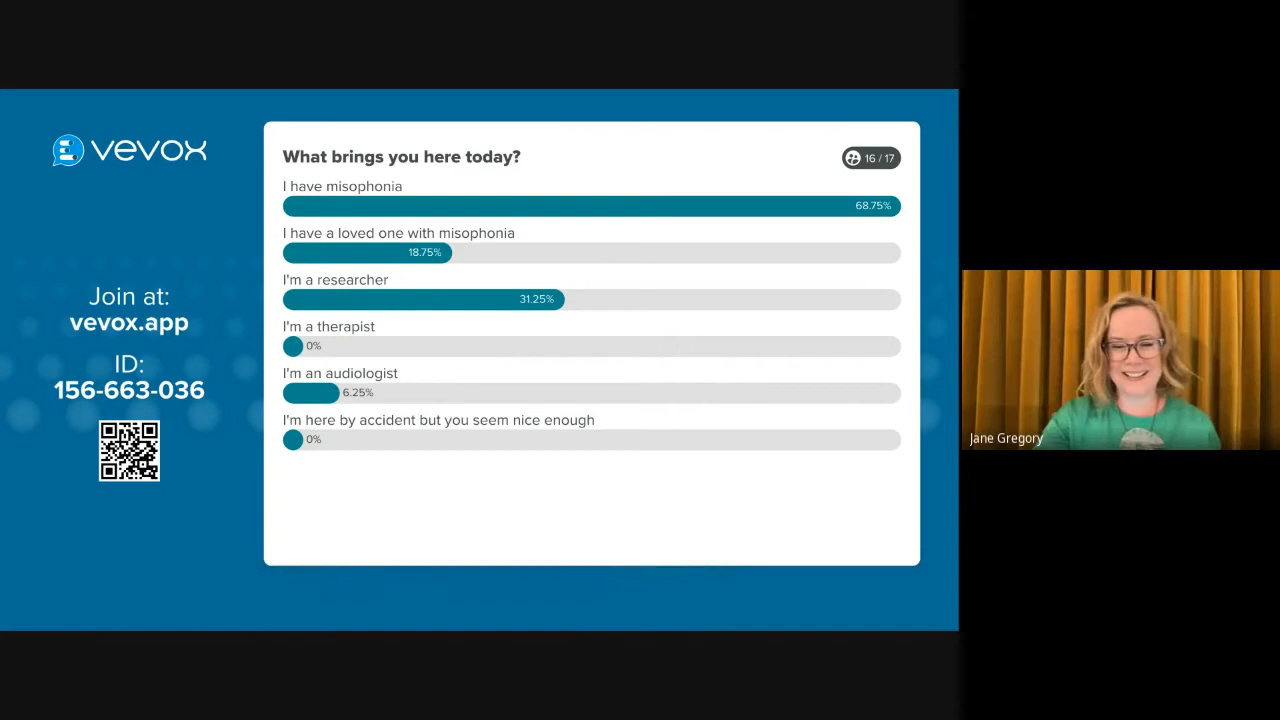 vevox
Join at:
vevox.app
ID:
156-663-036
What brings you here today?
16 / 17
I have misophonia
68.75%
I have a loved one with misophonia
18.75%
I'm a researcher
31.25%
I'm a therapist
0%
I'm an audiologist
6.25%
I'm here by accident but you seem nice enough
0%
Jane Gregory